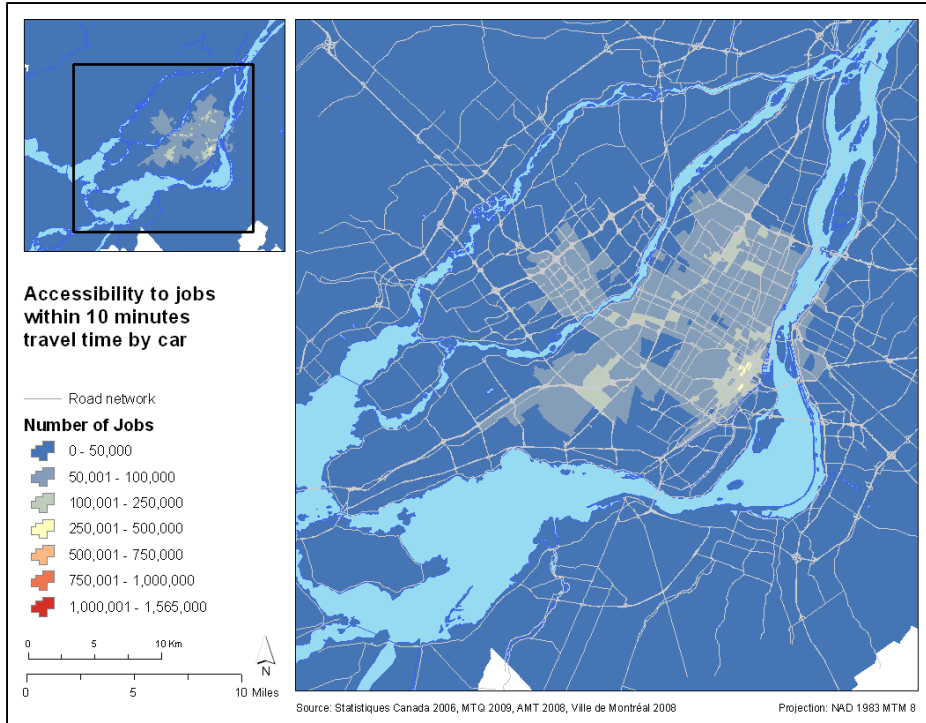 Accessibility to jobs
within 10 minutes
travel time by car
Road network
Number of Jobs
0 - 50,000
50,001 - 100,000
100,001 - 250,000
250,001 - 500,000
500,001 - 750,000
750,001 - 1,000,000
1,000,001 - 1,565,000
0 5 10 Km
N
0 5 10 Miles
Source: Statistiques Canada 2006, MTQ 2009, AMT 2008, Ville de Montréal 2008
Projection: NAD 1983 MTM 8